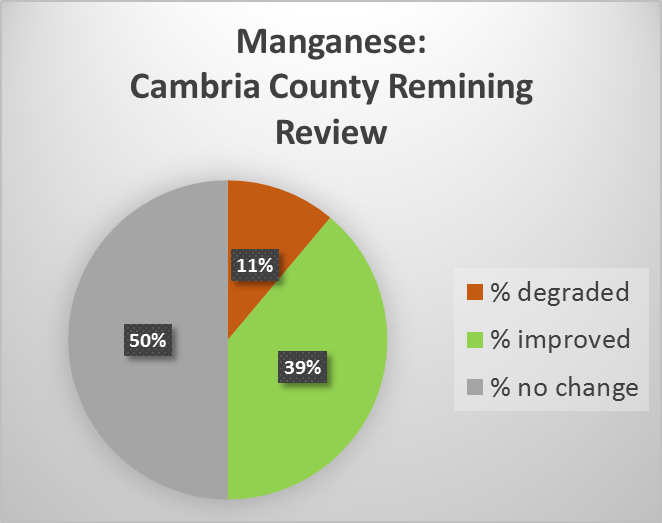 Manganese:
Cambria County Remining
Review
11%
50%
39%
% degraded
% improved
% no change